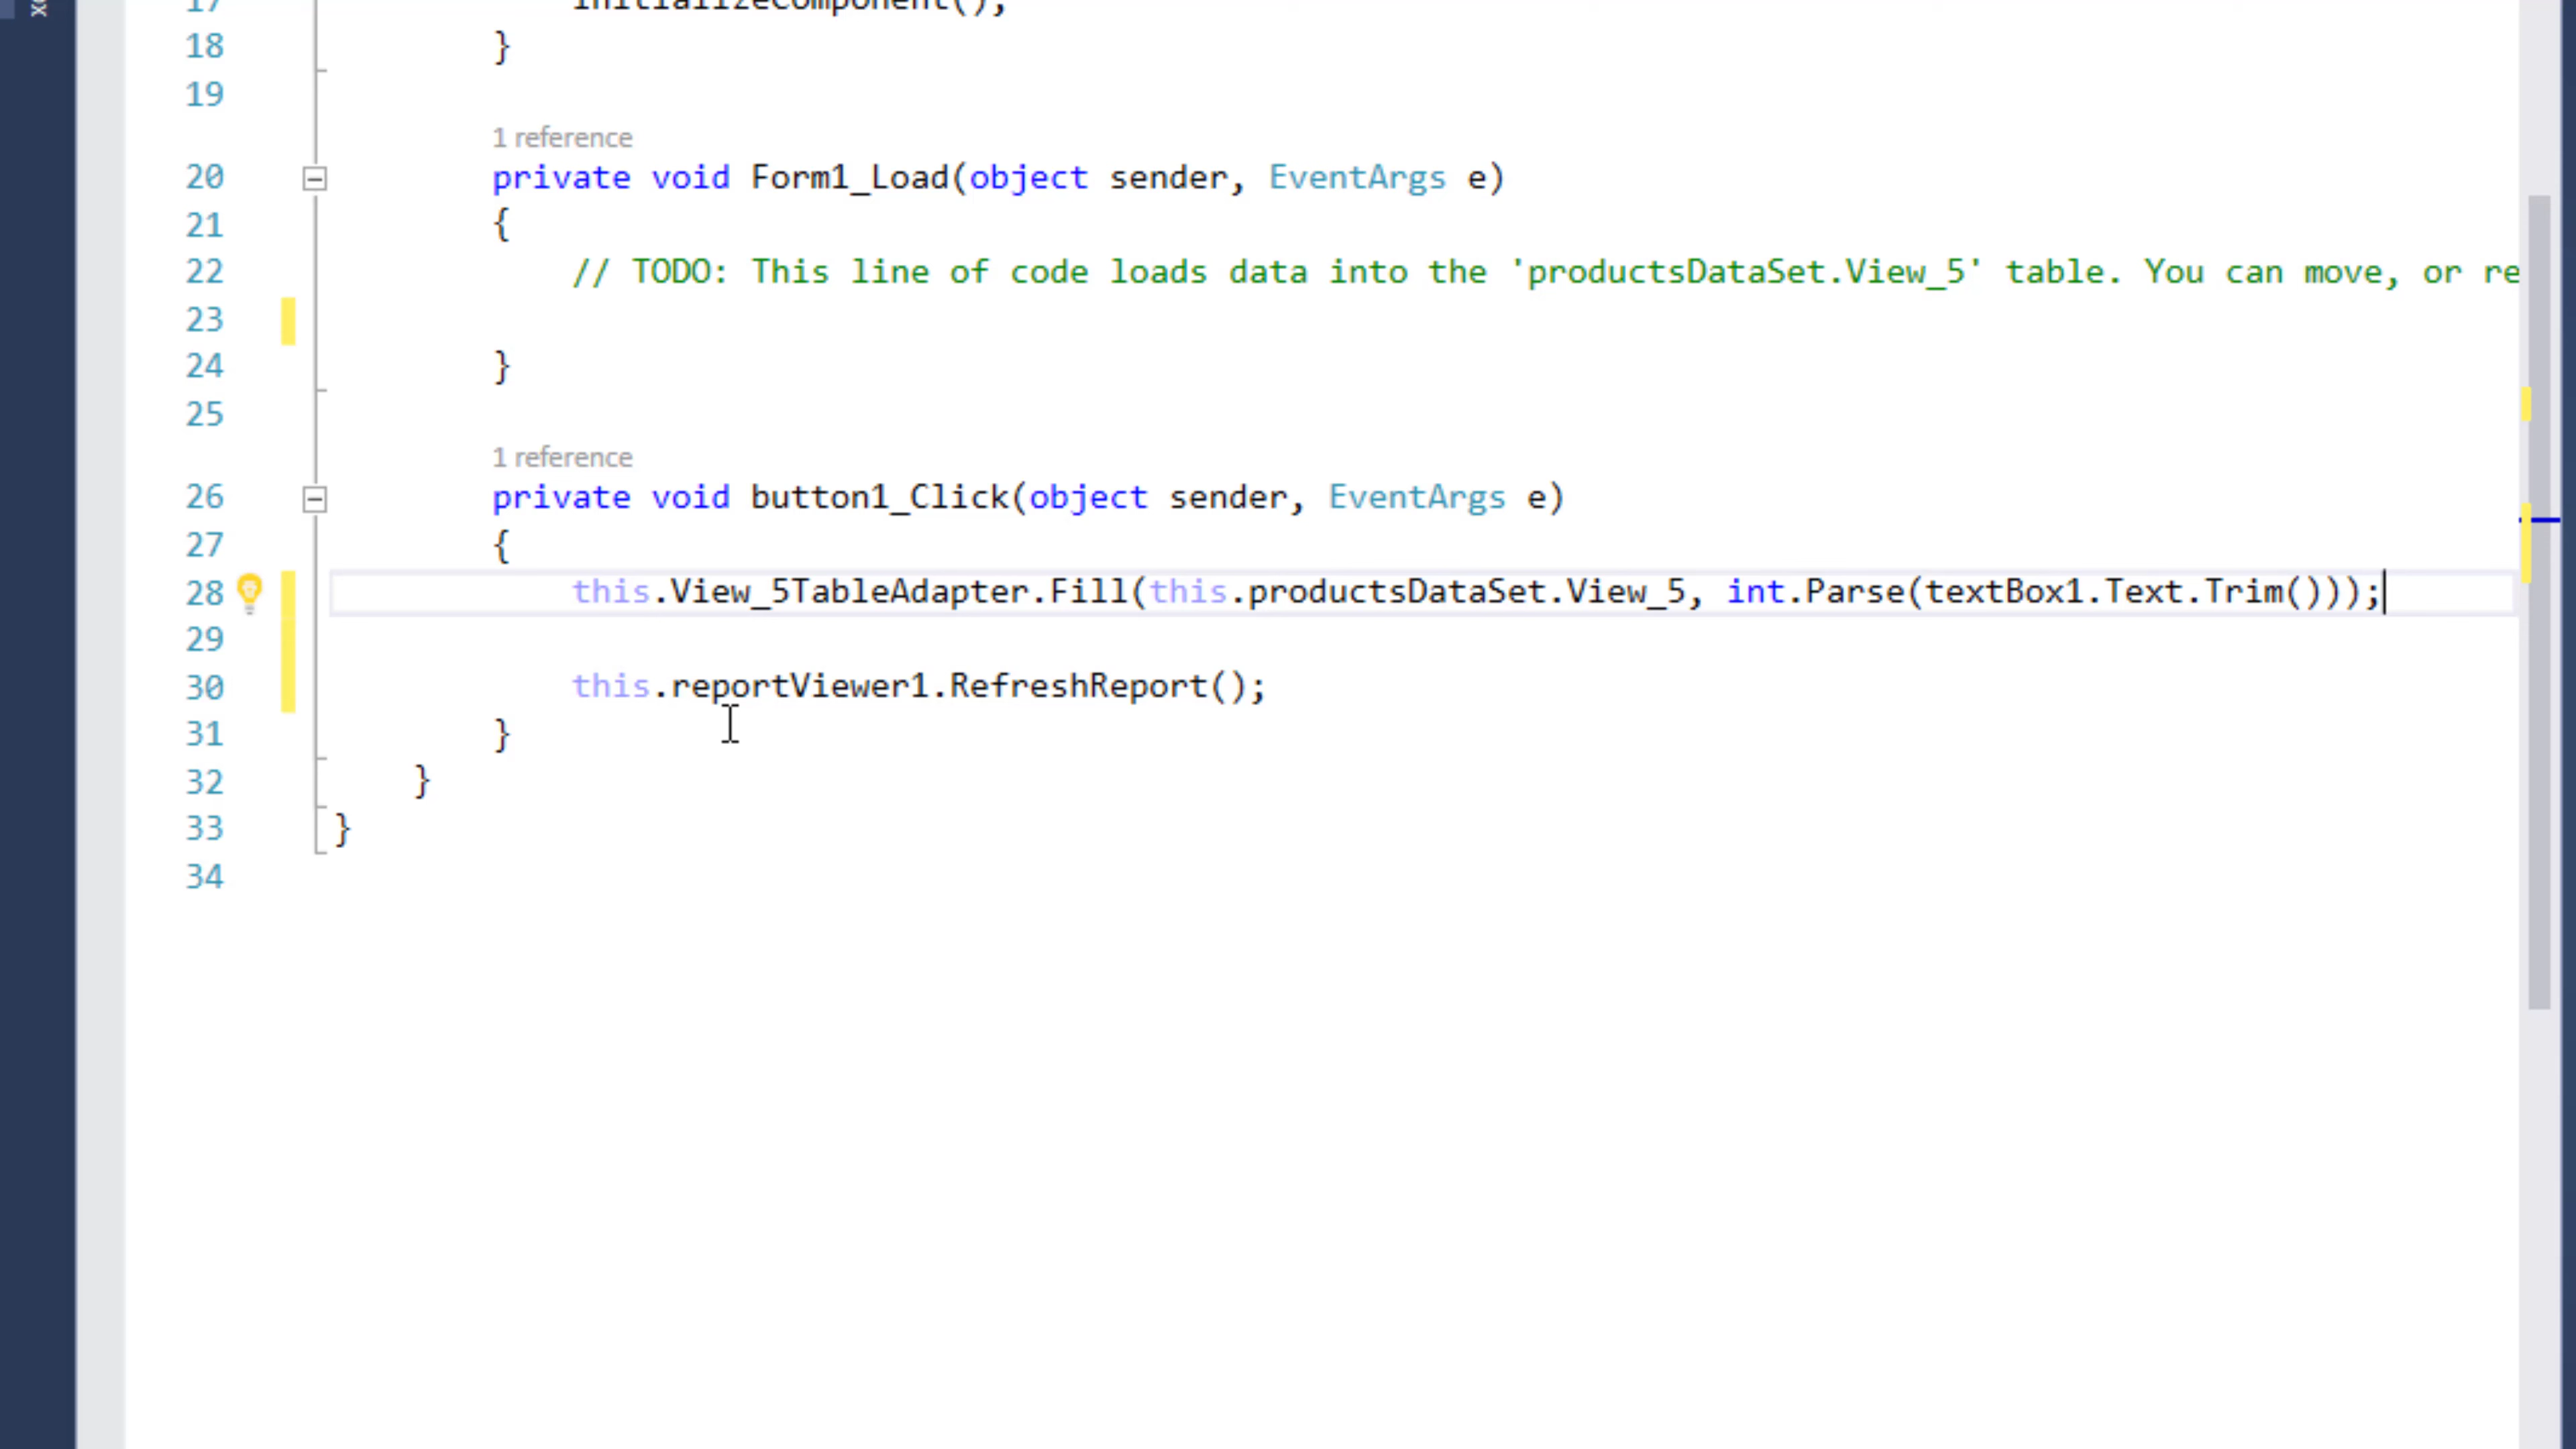 17 InitializeComponent();
18 }
19
1 reference
20 private void Form1_Load(object sender, EventArgs e)
21 {
22 // TODO: This line of code loads data into the 'productsDataSet.View_5' table. You can move, or re
23
24 }
25
1 reference
26 private void button1_Click(object sender, EventArgs e)
27 {
28 this.View_5TableAdapter.Fill(this.productsDataSet.View_5, int.Parse(textBox1.Text.Trim()));
29
30 this.reportViewer1.RefreshReport();
31 }
32 }
33 }
34